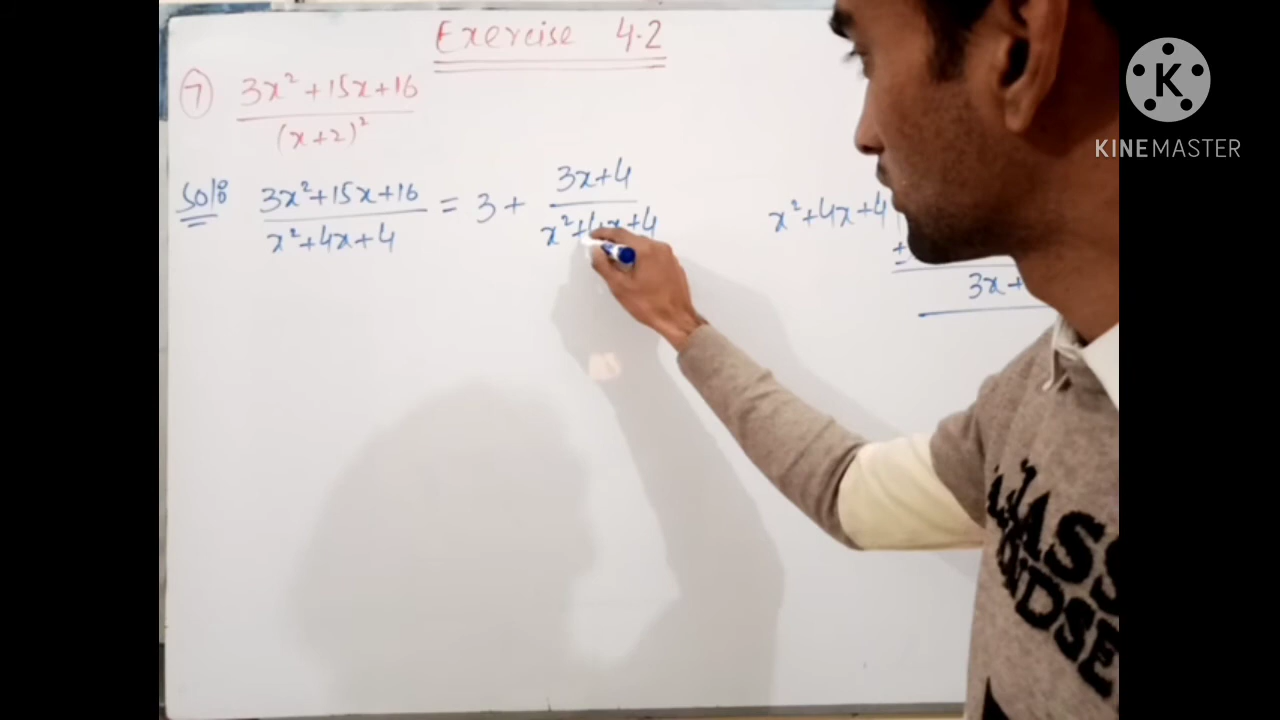 Exercise 4.2
7 3x²+15x+16
(x+2)²
Sol: 3x²+15x+16 = 3 + 3x+4
x²+4x+4 x²+4x+4
x²+4x+4
3x+
K
KINEMASTER